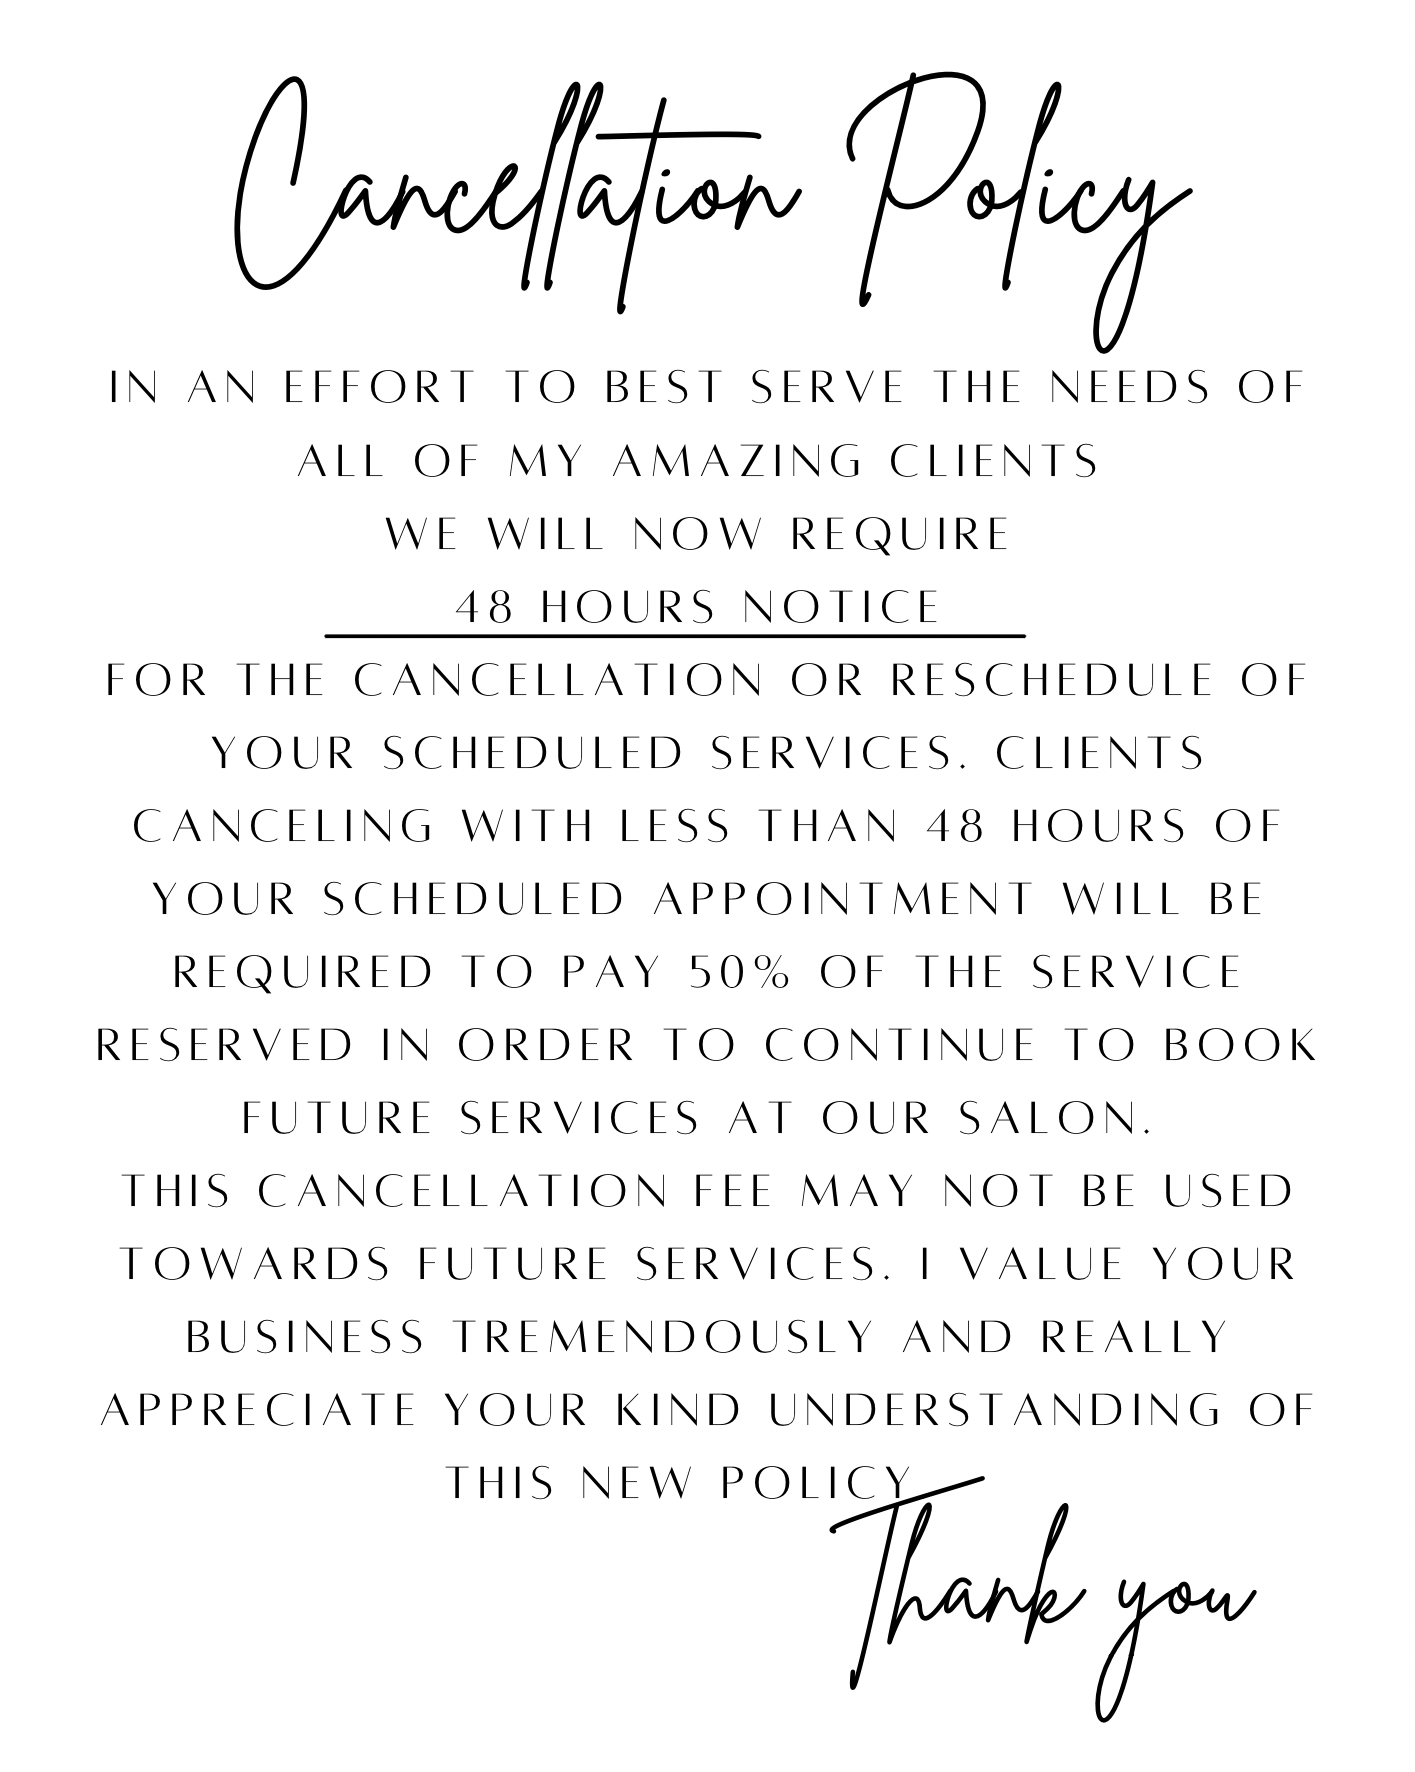 Cancellation Policy
IN AN EFFORT TO BEST SERVE THE NEEDS OF
ALL OF MY AMAZING CLIENTS
WE WILL NOW REQUIRE
48 HOURS NOTICE
FOR THE CANCELLATION OR RESCHEDULE OF
YOUR SCHEDULED SERVICES. CLIENTS
CANCELING WITH LESS THAN 48 HOURS OF
YOUR SCHEDULED APPOINTMENT WILL BE
REQUIRED TO PAY 50% OF THE SERVICE
RESERVED IN ORDER TO CONTINUE TO BOOK
FUTURE SERVICES AT OUR SALON.
THIS CANCELLATION FEE MAY NOT BE USED
TOWARDS FUTURE SERVICES. I VALUE YOUR
BUSINESS TREMENDOUSLY AND REALLY
APPRECIATE YOUR KIND UNDERSTANDING OF
THIS NEW POLICY
Thank you